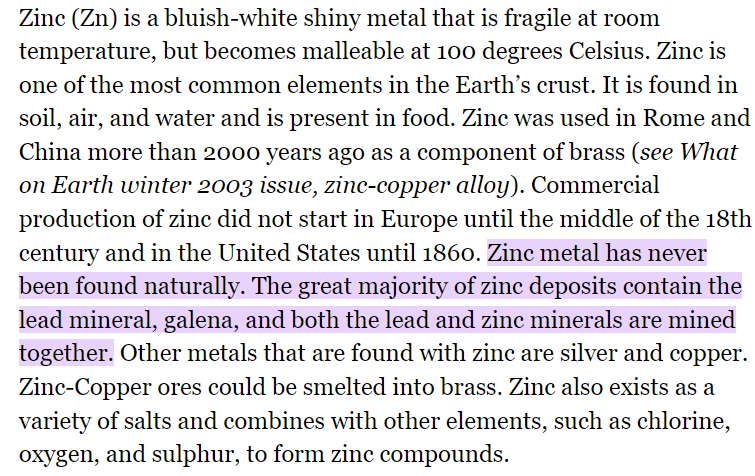 Zinc (Zn) is a bluish-white shiny metal that is fragile at room
temperature, but becomes malleable at 100 degrees Celsius. Zinc is
one of the most common elements in the Earth’s crust. It is found in
soil, air, and water and is present in food. Zinc was used in Rome and
China more than 2000 years ago as a component of brass (see What
on Earth winter 2003 issue, zinc-copper alloy). Commercial
production of zinc did not start in Europe until the middle of the 18th
century and in the United States until 1860. Zinc metal has never
been found naturally. The great majority of zinc deposits contain the
lead mineral, galena, and both the lead and zinc minerals are mined
together. Other metals that are found with zinc are silver and copper.
Zinc-Copper ores could be smelted into brass. Zinc also exists as a
variety of salts and combines with other elements, such as chlorine,
oxygen, and sulphur, to form zinc compounds.